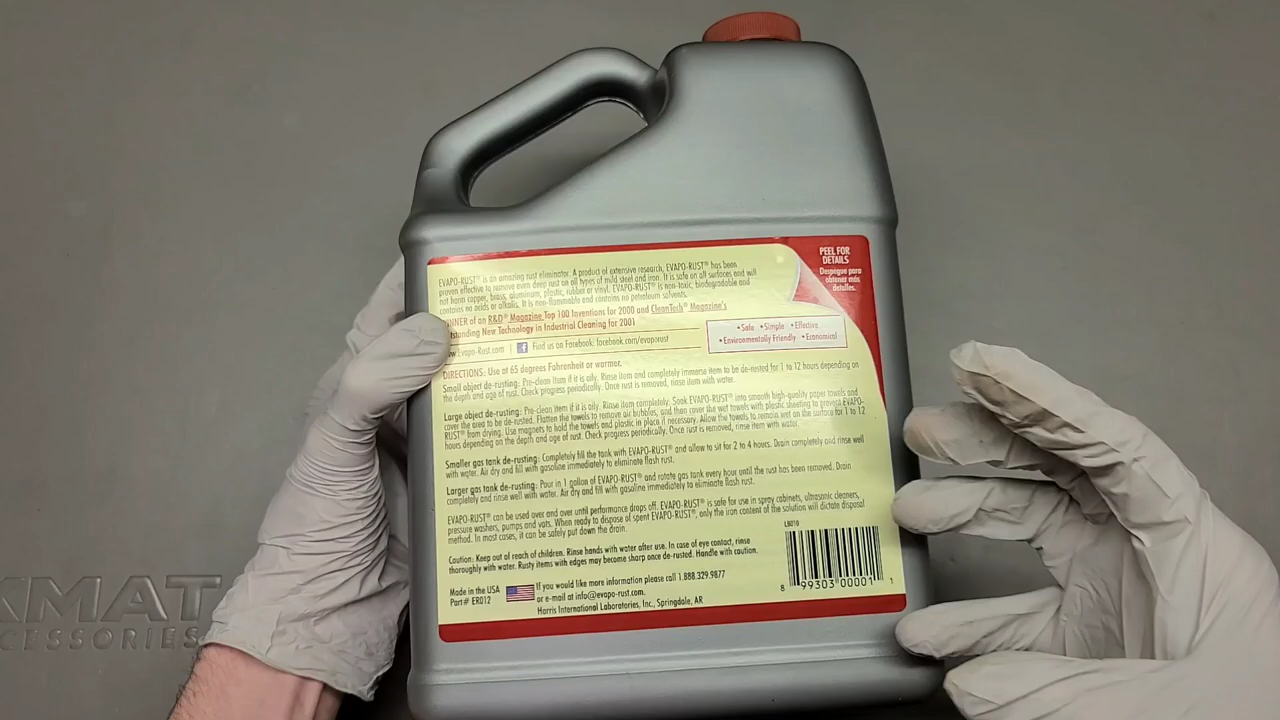 PEEL FOR
DETAILS
Despegue para
obtener más
detalles.
EVAPO-RUST® is an amazing rust eliminator. A product of extensive research, EVAPO-RUST® has been
proven effective to remove even deep rust on all types of mild steel and iron. It is safe on all surfaces and will
not harm copper, brass, aluminum, plastic, rubber or vinyl. EVAPO-RUST® is non-toxic, biodegradable and
contains no acids or alkalis. It is non-flammable and contains no petroleum solvents.
NNER of an R&D® Magazine Top 100 Inventions for 2000 and CleanTech® Magazine's
tstanding New Technology in Industrial Cleaning for 2001
w.Evapo-Rust.com | f Find us on Facebook: facebook.com/evaporust
•Safe •Simple •Effective
•Environmentally Friendly •Economical
DIRECTIONS: Use at 65 degrees Fahrenheit or warmer.
Small object de-rusting: Pre-clean item if it is oily. Rinse item and completely immerse item to be de-rusted for 1 to 12 hours depending on
the depth and age of rust. Check progress periodically. Once rust is removed, rinse item with water.
Large object de-rusting: Pre-clean item if it is oily. Rinse item completely. Soak EVAPO-RUST® into smooth high-quality paper towels and
cover the area to be de-rusted. Flatten the towels to remove air bubbles, and then cover the wet towels with plastic sheeting to prevent EVAPO-
RUST® from drying. Use magnets to hold the towels and plastic in place if necessary. Allow the towels to remain wet on the surface for 1 to 12
hours depending on the depth and age of rust. Check progress periodically. Once rust is removed, rinse item with water.
Smaller gas tank de-rusting: Completely fill the tank with EVAPO-RUST® and allow to sit for 2 to 4 hours. Drain completely and rinse well
with water. Air dry and fill with gasoline immediately to eliminate flash rust.
Larger gas tank de-rusting: Pour in 1 gallon of EVAPO-RUST® and rotate gas tank every hour until the rust has been removed. Drain
completely and rinse well with water. Air dry and fill with gasoline immediately to eliminate flash rust.
EVAPO-RUST® can be used over and over until performance drops off. EVAPO-RUST® is safe for use in spray cabinets, ultrasonic cleaners,
pressure washers, pumps and vats. When ready to dispose of spent EVAPO-RUST®, only the iron content of the solution will dictate disposal
method. In most cases, it can be safely put down the drain.
Caution: Keep out of reach of children. Rinse hands with water after use. In case of eye contact, rinse
thoroughly with water. Rusty items with edges may become sharp once de-rusted. Handle with caution.
Made in the USA
Part# ER012
If you would like more information please call 1.888.329.9877
or e-mail at info@evapo-rust.com.
Harris International Laboratories, Inc., Springdale, AR
LB010
8 99303 00001 1
KMAT
CCESSORIES